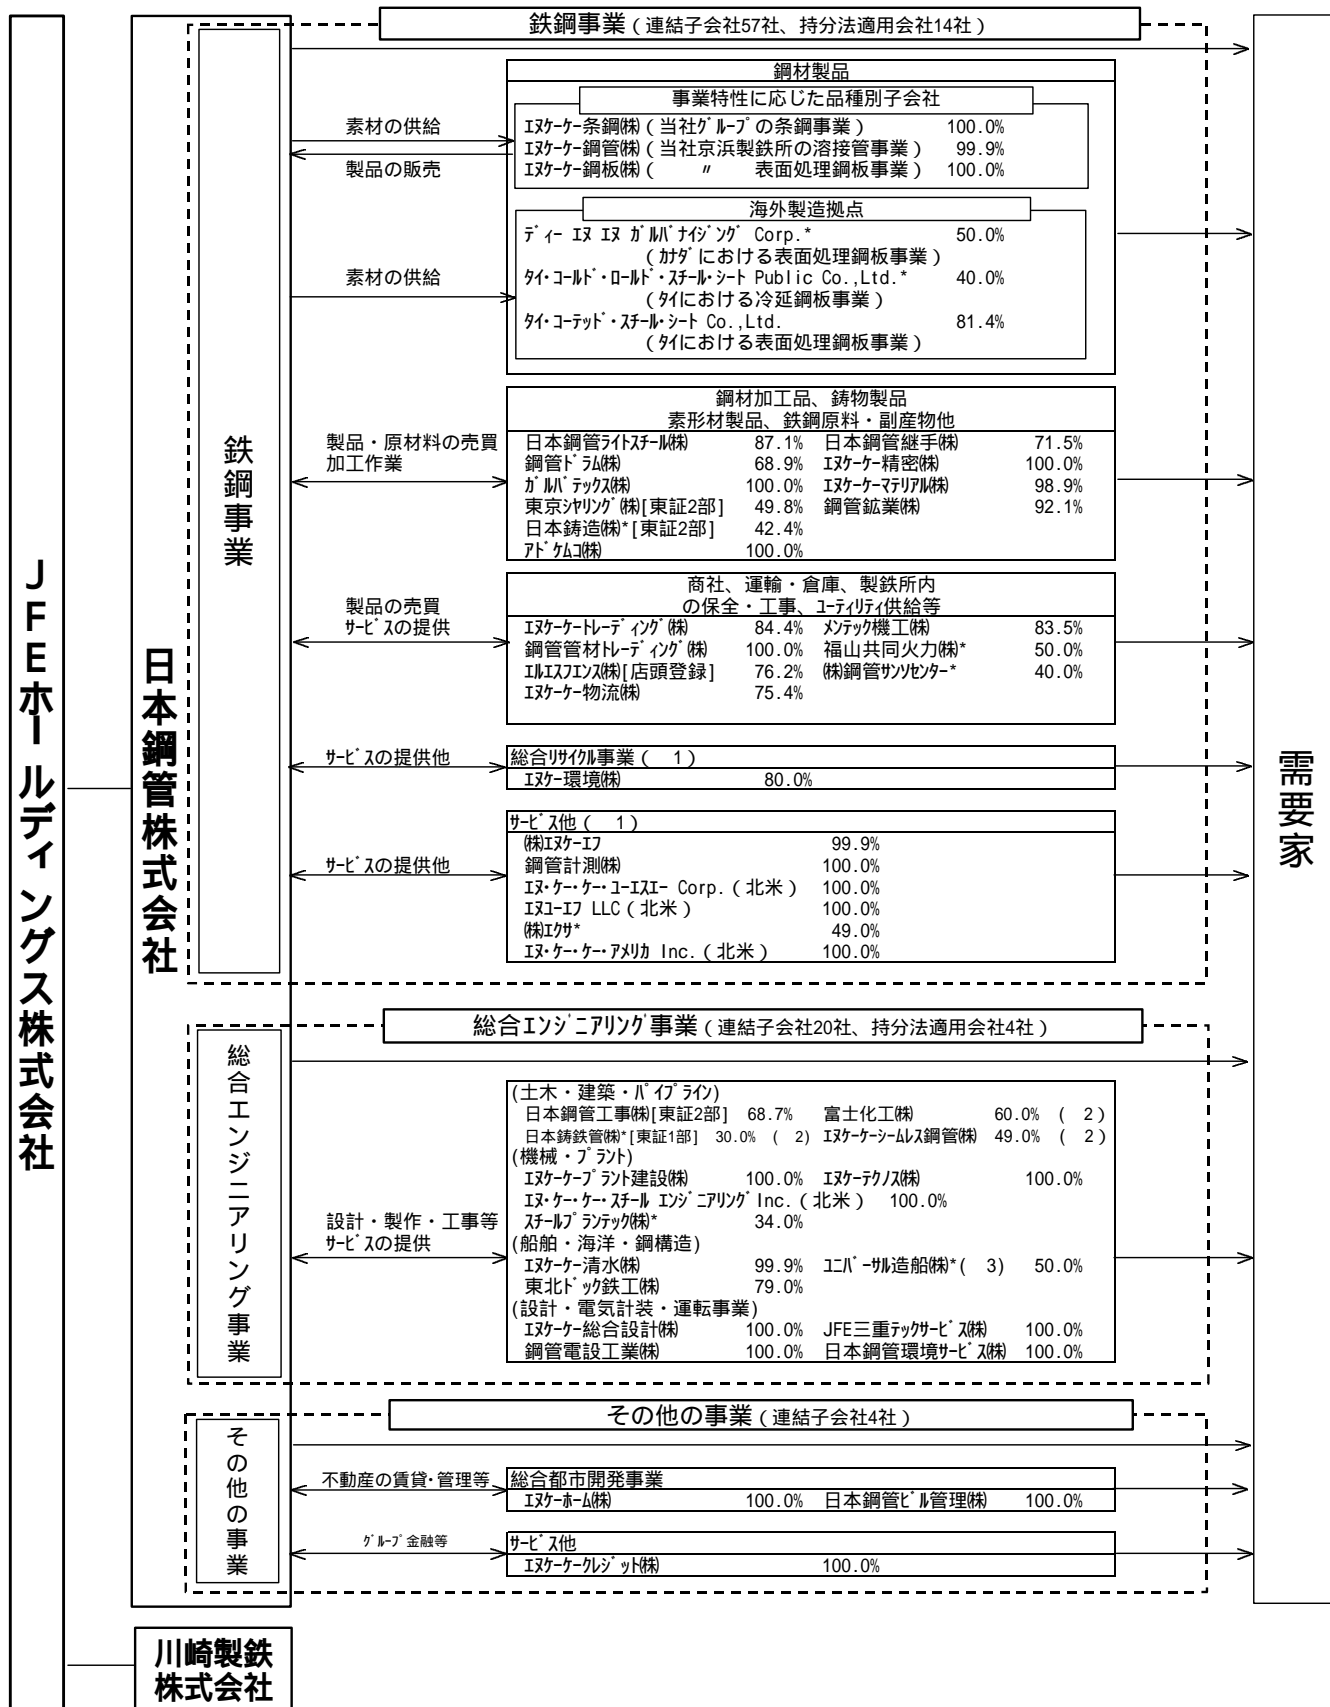 JFEホールディングス株式会社
日本鋼管株式会社
川崎製鉄
株式会社
鉄鋼事業（連結子会社57社、持分法適用会社14社）
鉄鋼事業
鋼材製品
事業特性に応じた品種別子会社
素材の供給
製品の販売
ｴﾇｹｰｹｰ条鋼㈱（当社ｸﾞﾙｰﾌﾟの条鋼事業） 100.0%
ｴﾇｹｰｹｰ鋼管㈱（当社京浜製鉄所の溶接管事業） 99.9%
ｴﾇｹｰｹｰ鋼板㈱（ 〃 表面処理鋼板事業） 100.0%
海外製造拠点
素材の供給
ﾃﾞｨｰ ｴﾇ ｴﾇ ｶﾞﾙﾊﾞﾅｲｼﾞﾝｸﾞ Corp.* 50.0%
（ｶﾅﾀﾞにおける表面処理鋼板事業）
ﾀｲ･ｺｰﾙﾄﾞ･ﾛｰﾙﾄﾞ･ｽﾁｰﾙ･ｼｰﾄ Public Co.,Ltd.* 40.0%
（ﾀｲにおける冷延鋼板事業）
ﾀｲ･ｺｰﾃｯﾄﾞ･ｽﾁｰﾙ･ｼｰﾄ Co.,Ltd. 81.4%
（ﾀｲにおける表面処理鋼板事業）
鋼材加工品、鋳物製品
素形材製品、鉄鋼原料・副産物他
製品・原材料の売買
加工作業
日本鋼管ﾗｲﾄｽﾁｰﾙ㈱ 87.1% 日本鋼管継手㈱ 71.5%
鋼管ﾄﾞﾗﾑ㈱ 68.9% ｴﾇｹｰｹｰ精密㈱ 100.0%
ｶﾞﾙﾊﾞﾃｯｸｽ㈱ 100.0% ｴﾇｹｰｹｰﾏﾃﾘｱﾙ㈱ 98.9%
東京ｼﾔﾘﾝｸﾞ㈱[東証2部] 49.8% 鋼管鉱業㈱ 92.1%
日本鋳造㈱*[東証2部] 42.4%
ｱﾄﾞｹﾑｺ㈱ 100.0%
商社、運輸・倉庫、製鉄所内
の保全・工事、ﾕｰﾃｨﾘﾃｨ供給等
製品の売買
ｻｰﾋﾞｽの提供
ｴﾇｹｰｹｰﾄﾚｰﾃﾞｨﾝｸﾞ㈱ 84.4% ﾒﾝﾃｯｸ機工㈱ 83.5%
鋼管管材ﾄﾚｰﾃﾞｨﾝｸﾞ㈱ 100.0% 福山共同火力㈱* 50.0%
ｴﾙｴｽﾌｴﾝｽ㈱[店頭登録] 76.2% ㈱鋼管ｻﾝｿｾﾝﾀｰ* 40.0%
ｴﾇｹｰｹｰ物流㈱ 75.4%
ｻｰﾋﾞｽの提供他
総合ﾘｻｲｸﾙ事業（ 1）
ｴﾇｹｰ環境㈱ 80.0%
ｻｰﾋﾞｽ他（ 1）
ｻｰﾋﾞｽの提供他
㈱ｴﾇｹｰｴﾌ 99.9%
鋼管計測㈱ 100.0%
ｴﾇ･ｹｰ･ｹｰ･ﾕｰｴｽｴｰ Corp.（北米） 100.0%
ｴﾇﾕｰｴﾌ LLC（北米） 100.0%
㈱ｴｸｻ* 49.0%
ｴﾇ･ｹｰ･ｹｰ･ｱﾒﾘｶ Inc.（北米） 100.0%
需要家
総合ｴﾝｼﾞﾆｱﾘﾝｸﾞ事業（連結子会社20社、持分法適用会社4社）
総合エンジニアリング事業
設計・製作・工事等
ｻｰﾋﾞｽの提供
(土木・建築・ﾊﾟｲﾌﾟﾗｲﾝ)
日本鋼管工事㈱[東証2部] 68.7% 富士化工㈱ 60.0% （ 2）
日本鋳鉄管㈱*[東証1部] 30.0% （ 2） ｴﾇｹｰｹｰｼｰﾑﾚｽ鋼管㈱ 49.0% （ 2）
(機械・ﾌﾟﾗﾝﾄ)
ｴﾇｹｰｹｰﾌﾟﾗﾝﾄ建設㈱ 100.0% ｴﾇｹｰﾃｸﾉｽ㈱ 100.0%
ｴﾇ･ｹｰ･ｹｰ･ｽﾁｰﾙ ｴﾝｼﾞﾆｱﾘﾝｸﾞ Inc.（北米） 100.0%
ｽﾁｰﾙﾌﾟﾗﾝﾃｯｸ㈱* 34.0%
(船舶・海洋・鋼構造)
ｴﾇｹｰｹｰ清水㈱ 99.9% ﾕﾆﾊﾞｰｻﾙ造船㈱*( 3) 50.0%
東北ﾄﾞｯｸ鉄工㈱ 79.0%
(設計・電気計装・運転事業)
ｴﾇｹｰｹｰ総合設計㈱ 100.0% JFE三重ﾃｯｸｻｰﾋﾞｽ㈱ 100.0%
鋼管電設工業㈱ 100.0% 日本鋼管環境ｻｰﾋﾞｽ㈱ 100.0%
その他の事業（連結子会社4社）
その他の事業
不動産の賃貸･管理等
総合都市開発事業
ｴﾇｹｰﾎｰﾑ㈱ 100.0% 日本鋼管ﾋﾞﾙ管理㈱ 100.0%
ｸﾞﾙｰﾌﾟ金融等
ｻｰﾋﾞｽ他
ｴﾇｹｰｹｰｸﾚｼﾞｯﾄ㈱ 100.0%